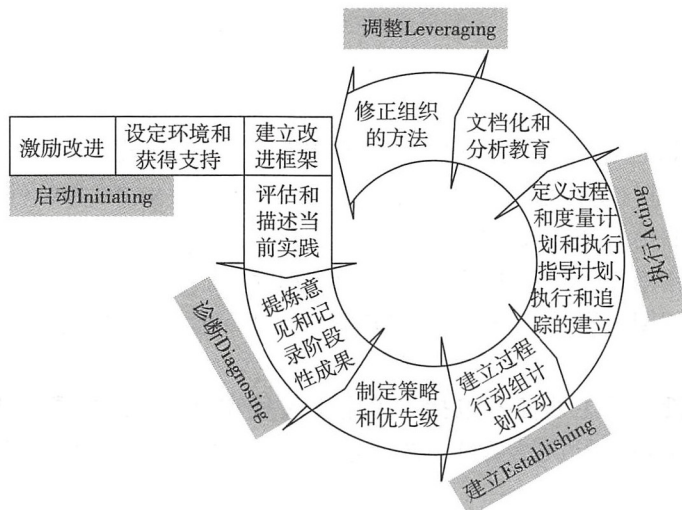 调整Leveraging
修正组织
的方法
文档化和
分析教育
激励改进
设定环境和
获得支持
建立改
进框架
启动Initiating
评估和
描述当
前实践
定义过程
和度量计
划和执行
指导计划、
执行和追
踪的建立
执行Acting
诊断Diagnosing
提炼意
见和记
录阶段
性成果
制定策略
和优先级
建立过程
行动组计
划行动
建立Establishing